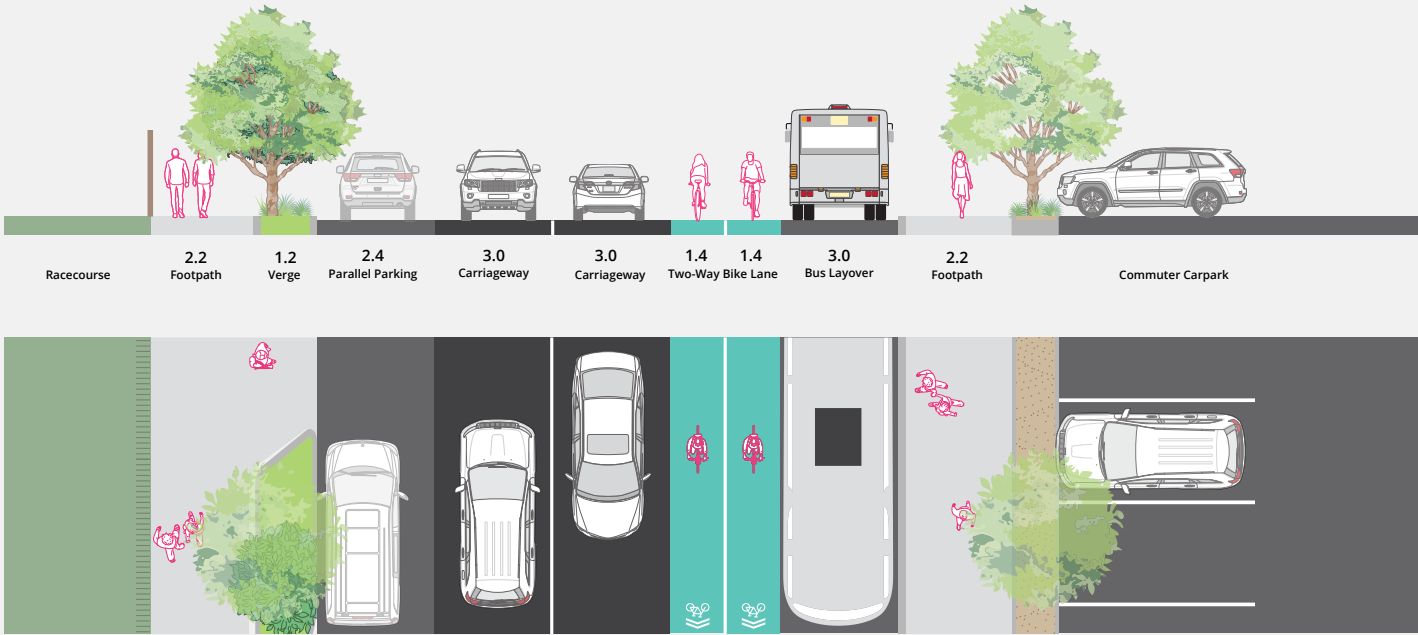 2.2
1.2
2.4
3.0
3.0
1.4
1.4
3.0
2.2
Racecourse
Footpath
Verge
Parallel Parking
Carriageway
Carriageway
Two-Way Bike Lane
Bus Layover
Footpath
Commuter Carpark